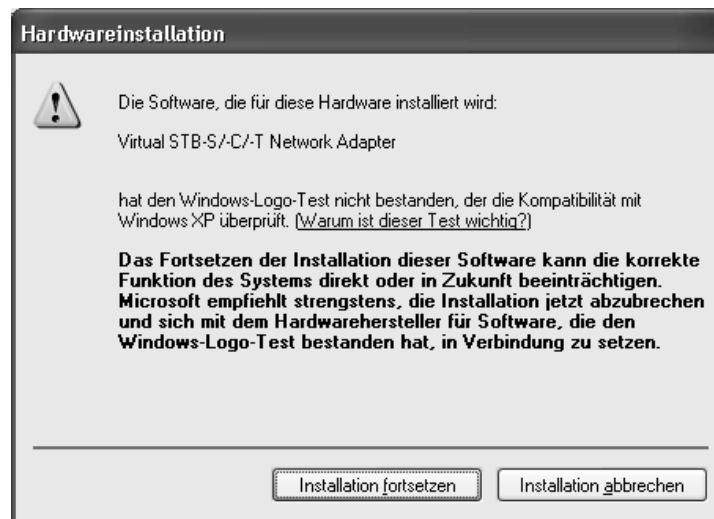 Hardwareinstallation
Die Software, die für diese Hardware installiert wird:
Virtual STB-S/-C/-T Network Adapter
hat den Windows-Logo-Test nicht bestanden, der die Kompatibilität mit
Windows XP überprüft. (Warum ist dieser Test wichtig?)
Das Fortsetzen der Installation dieser Software kann die korrekte
Funktion des Systems direkt oder in Zukunft beeinträchtigen.
Microsoft empfiehlt strengstens, die Installation jetzt abzubrechen
und sich mit dem Hardwarehersteller für Software, die den
Windows-Logo-Test bestanden hat, in Verbindung zu setzen.
Installation fortsetzen
Installation abbrechen